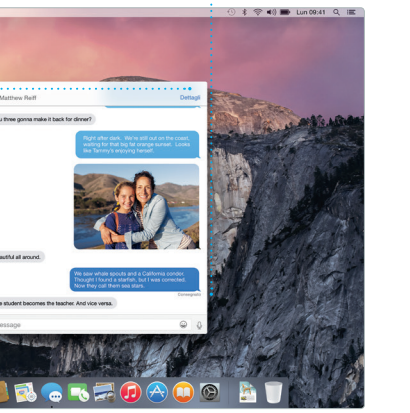 Lun 09:41
Matthew Reiff
Dettagli
three gonna make it back for dinner?
Right after dark. We're still out on the coast,
waiting for that big fat orange sunset. Looks
like Tammy's enjoying herself.
all around.
We saw whale spouts and a California condor.
Thought I found a starfish, but I was corrected.
Now they call them sea stars.
Consegnato
student becomes the teacher. And vice versa.